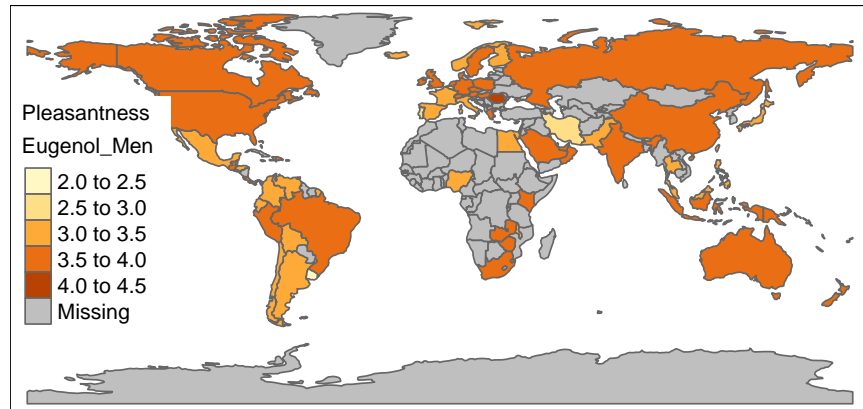 Pleasantness
Eugenol_Men
2.0 to 2.5
2.5 to 3.0
3.0 to 3.5
3.5 to 4.0
4.0 to 4.5
Missing